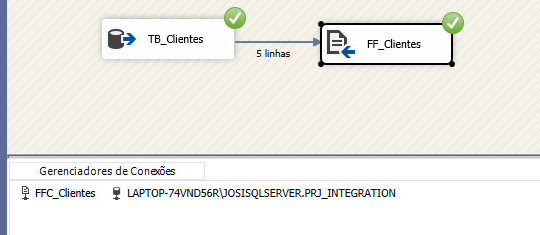 TB_Clientes
FF_Clientes
5 linhas
Gerenciadores de Conexões
FFC_Clientes
LAPTOP-74VND56R\JOSISQLSERVER.PRJ_INTEGRATION